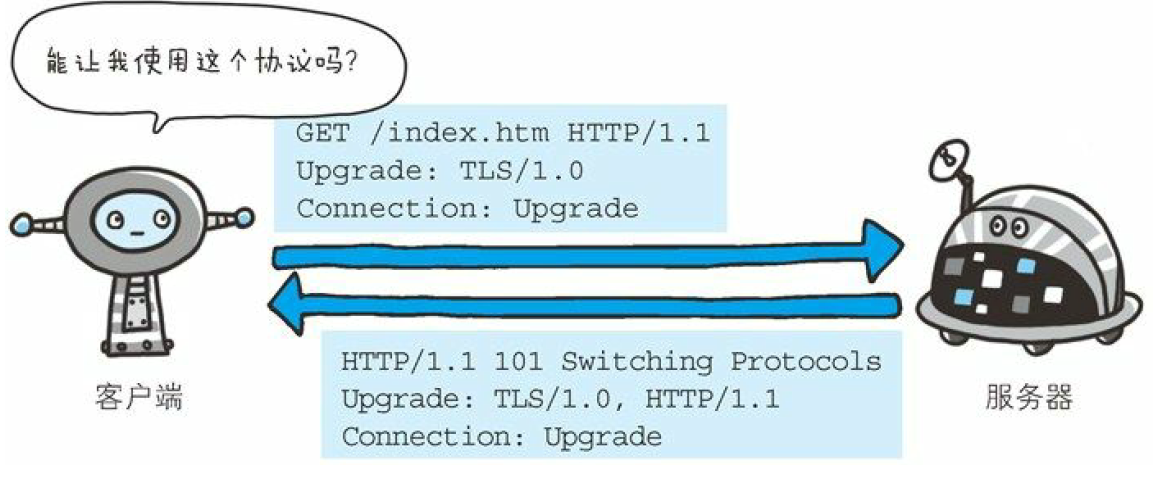 能让我使用这个协议吗?
GET /index.htm HTTP/1.1
Upgrade: TLS/1.0
Connection: Upgrade
HTTP/1.1 101 Switching Protocols
Upgrade: TLS/1.0, HTTP/1.1
Connection: Upgrade
客户端
服务器